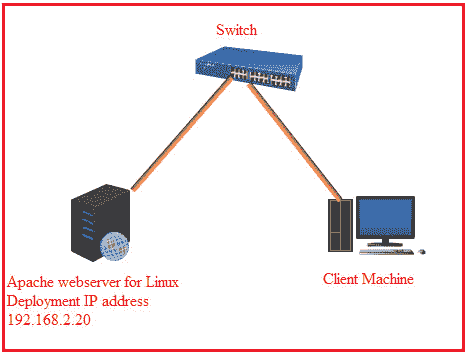 Switch
Apache webserver for Linux
Deployment IP address
192.168.2.20
Client Machine